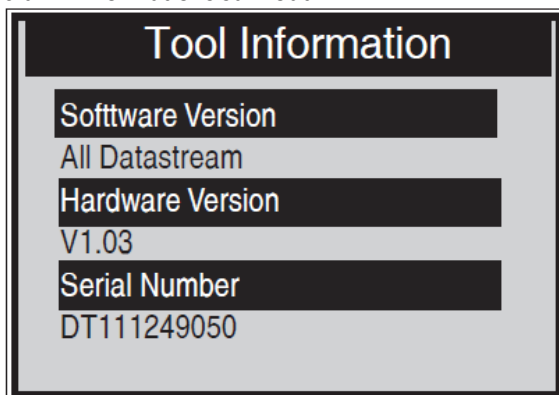 Tool Information
Softtware Version
All Datastream
Hardware Version
V1.03
Serial Number
DT111249050